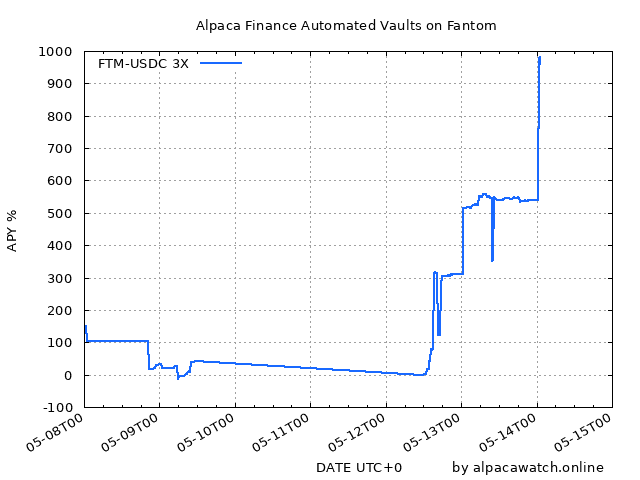 Alpaca Finance Automated Vaults on Fantom
FTM-USDC 3X
1000
900
800
700
600
500
400
300
200
100
0
-100
APY %
05-08T00
05-09T00
05-10T00
05-11T00
05-12T00
05-13T00
05-14T00
05-15T00
DATE UTC+0
by alpacawatch.online